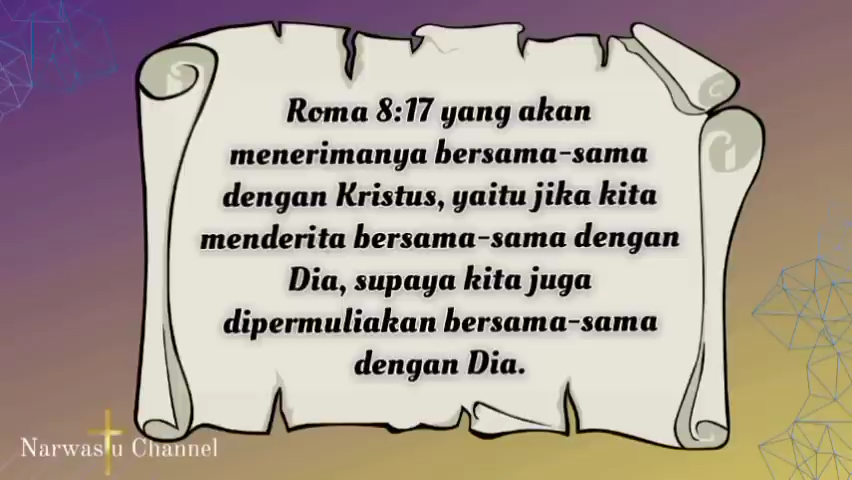 Roma 8:17 yang akan
menerimanya bersama-sama
dengan Kristus, yaitu jika kita
menderita bersama-sama dengan
Dia, supaya kita juga
dipermuliakan bersama-sama
dengan Dia.
Narwastu Channel